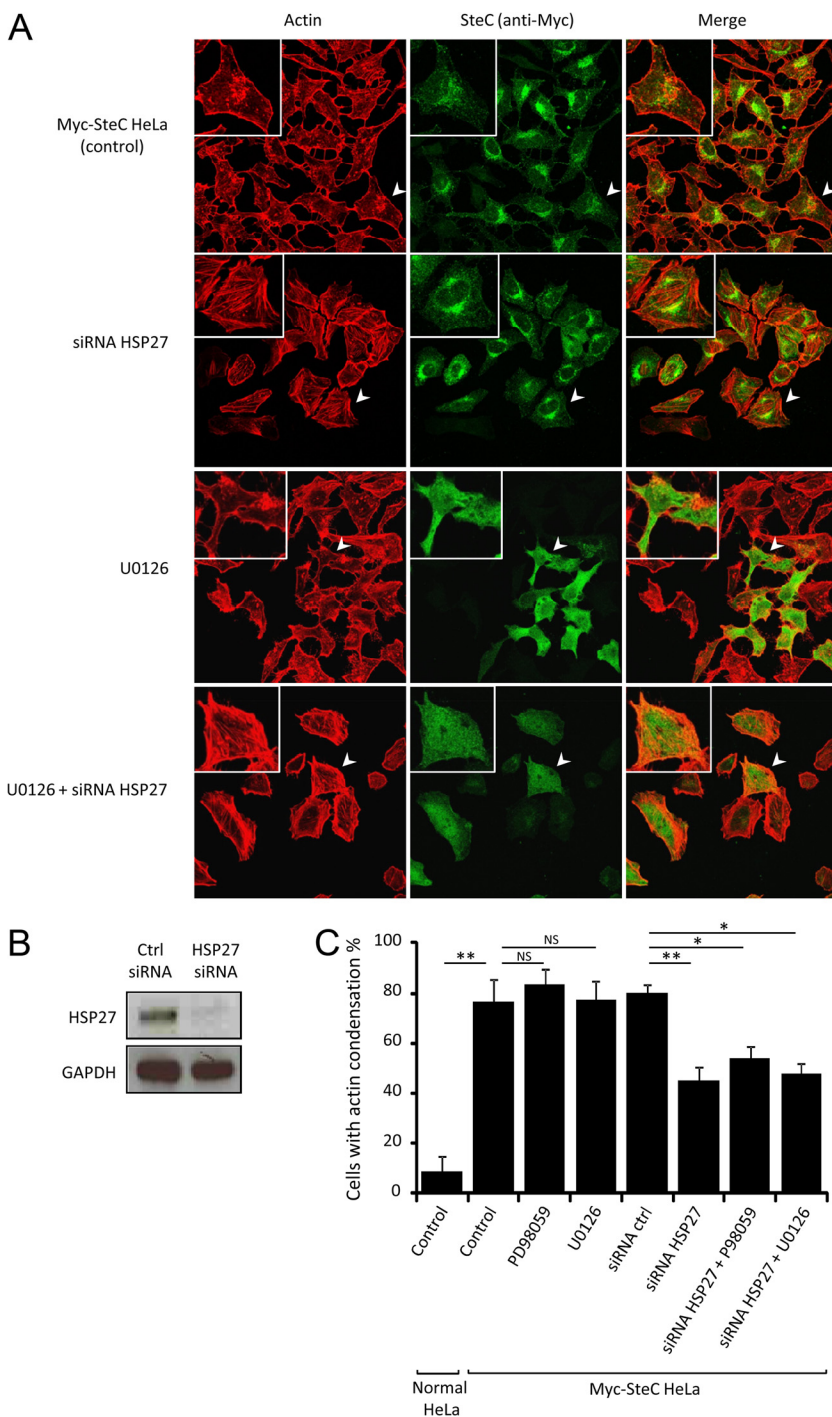 A
Actin
SteC (anti-Myc)
Merge
Myc-SteC HeLa
(control)
siRNA HSP27
U0126
U0126 + siRNA HSP27
B
Ctrl
siRNA
HSP27
siRNA
HSP27
GAPDH
C
Cells with actin condensation %
100
80
60
40
20
0
**
NS
NS
**
*
*
Control
Control
PD98059
U0126
siRNA ctrl
siRNA HSP27
siRNA HSP27 + P98059
siRNA HSP27 + U0126
Normal
HeLa
Myc-SteC HeLa